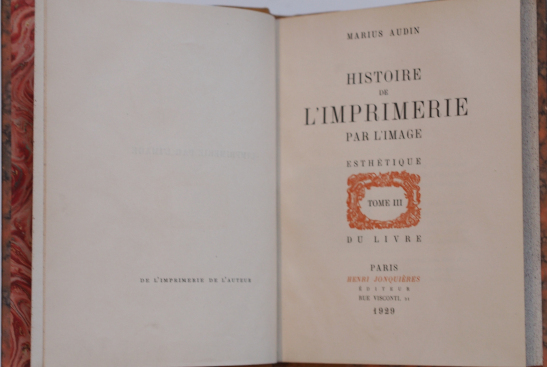 DE L'IMPRIMERIE DE L'AUTEUR
MARIUS AUDIN
HISTOIRE
DE
L'IMPRIMERIE
PAR L'IMAGE
ESTHÉTIQUE
TOME III
DU LIVRE
PARIS
HENRI JONQUIÈRES
ÉDITEUR
RUE VISCONTI,
1929